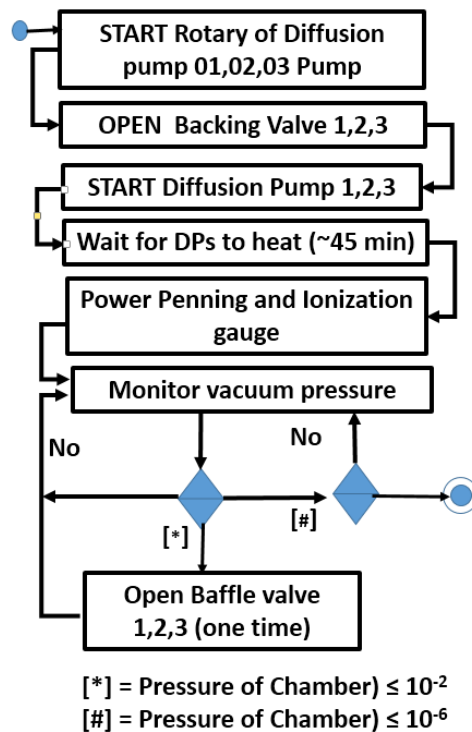 START Rotary of Diffusion
pump 01,02,03 Pump
OPEN Backing Valve 1,2,3
START Diffusion Pump 1,2,3
Wait for DPs to heat (~45 min)
Power Penning and Ionization
gauge
Monitor vacuum pressure
No
No
[*]
[#]
Open Baffle valve
1,2,3 (one time)
[*] = Pressure of Chamber) ≤ 10⁻²
[#] = Pressure of Chamber) ≤ 10⁻⁶